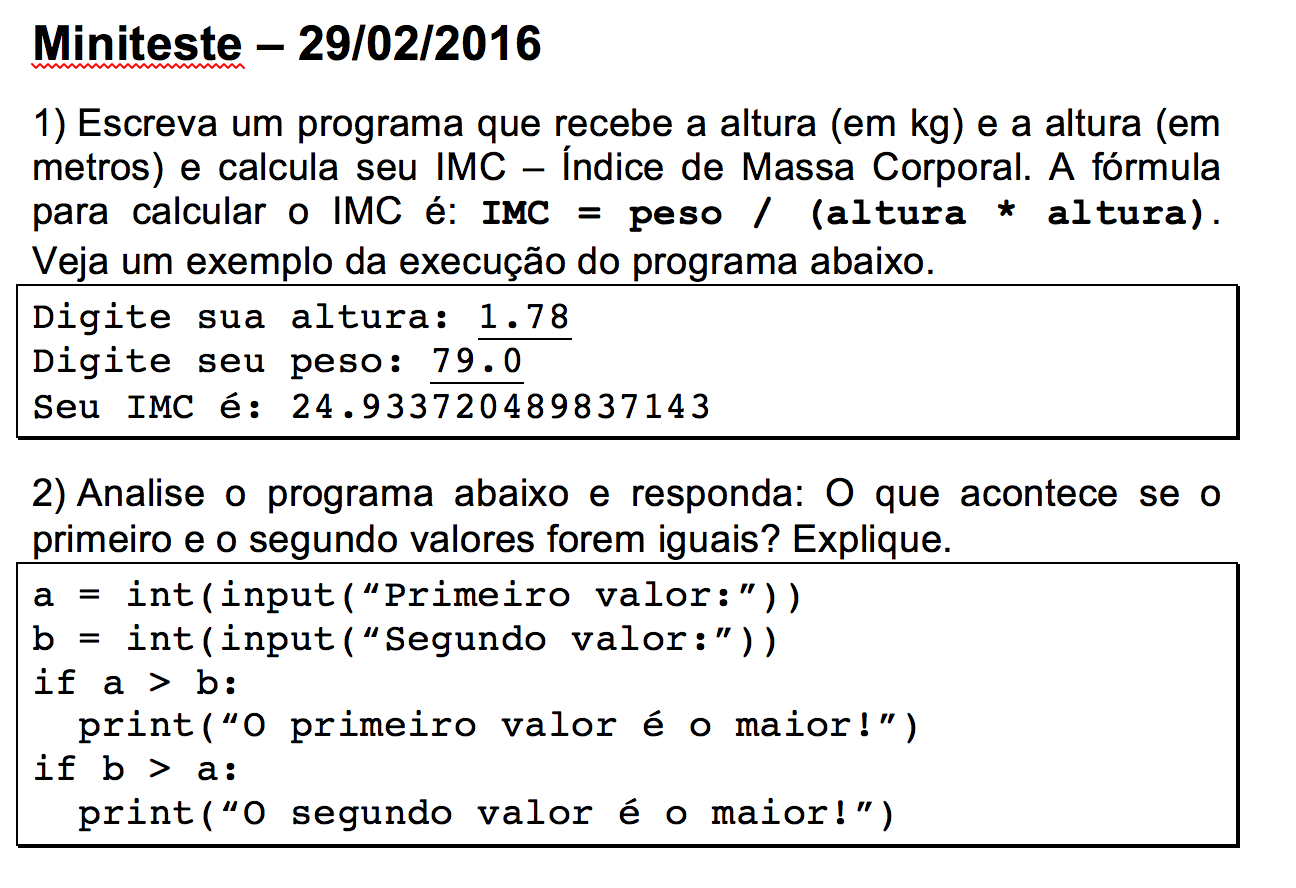 Miniteste – 29/02/2016
1) Escreva um programa que recebe a altura (em kg) e a altura (em
metros) e calcula seu IMC – Índice de Massa Corporal. A fórmula
para calcular o IMC é: IMC = peso / (altura * altura).
Veja um exemplo da execução do programa abaixo.
Digite sua altura: 1.78
Digite seu peso: 79.0
Seu IMC é: 24.933720489837143
2) Analise o programa abaixo e responda: O que acontece se o
primeiro e o segundo valores forem iguais? Explique.
a = int(input(“Primeiro valor:”))
b = int(input(“Segundo valor:”))
if a > b:
  print(“O primeiro valor é o maior!”)
if b > a:
  print(“O segundo valor é o maior!”)